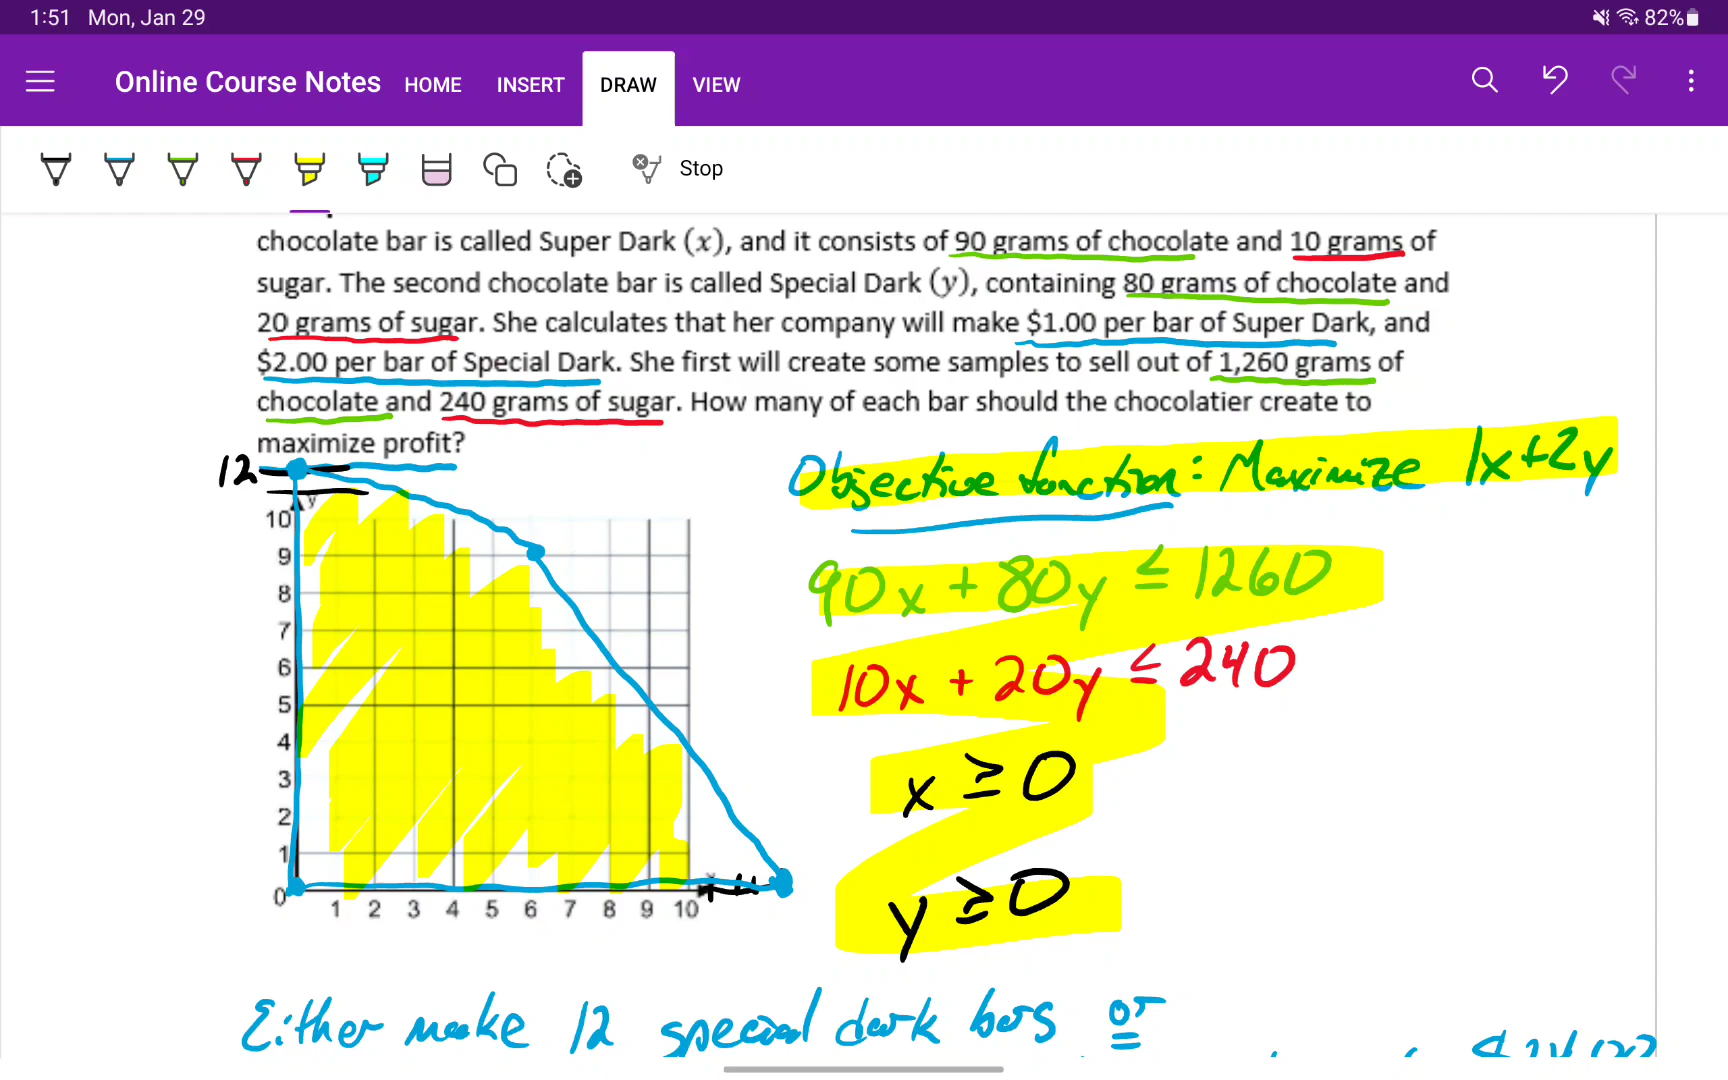 1:51 Mon, Jan 29 82%
Online Course Notes HOME INSERT DRAW VIEW
Stop
chocolate bar is called Super Dark (x), and it consists of 90 grams of chocolate and 10 grams of
sugar. The second chocolate bar is called Special Dark (y), containing 80 grams of chocolate and
20 grams of sugar. She calculates that her company will make $1.00 per bar of Super Dark, and
$2.00 per bar of Special Dark. She first will create some samples to sell out of 1,260 grams of
chocolate and 240 grams of sugar. How many of each bar should the chocolatier create to
maximize profit?
12
y
10
9
8
7
6
5
4
3
2
1
0
1 2 3 4 5 6 7 8 9 10
Objective function: Maximize 1x+2y
90x + 80y ≤ 1260
10x + 20y ≤ 240
x ≥ 0
y ≥ 0
Either make 12 special dark bars or